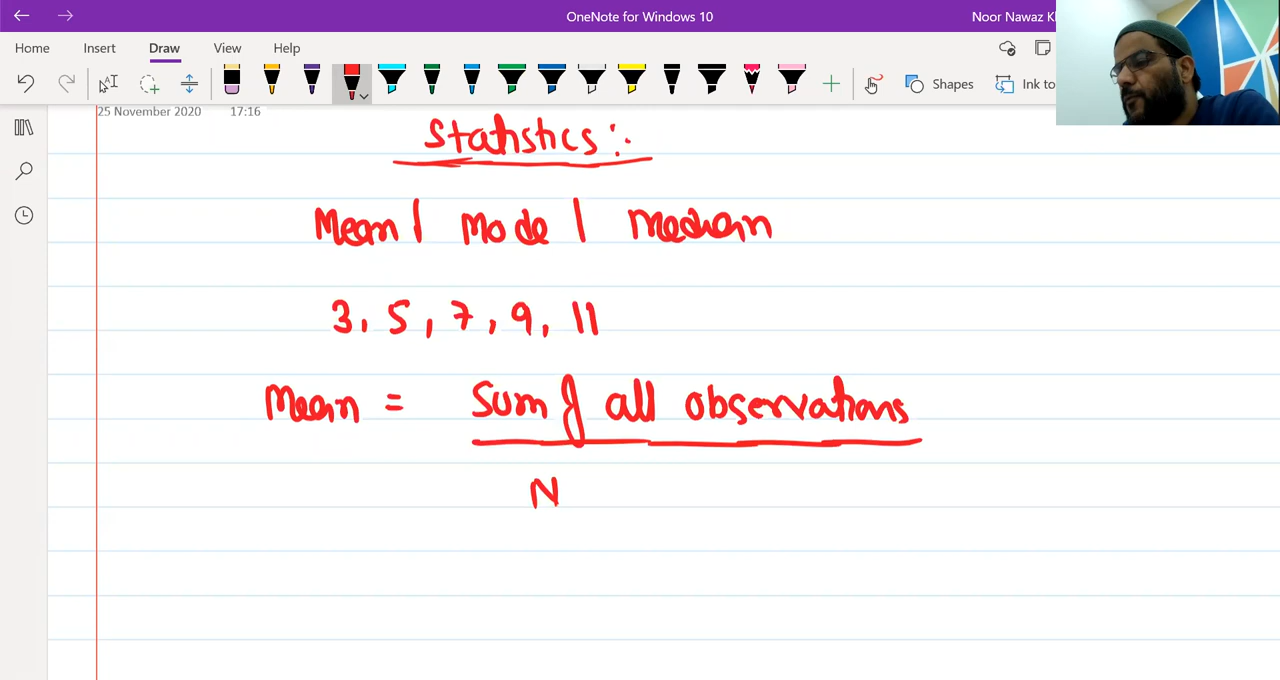 OneNote for Windows 10
Noor Nawaz Kh
Home Insert Draw View Help
Shapes Ink to
25 November 2020 17:16
Statistics :-
Mean | Mode | Median
3, 5, 7, 9, 11
Mean = Sum of all observations
N